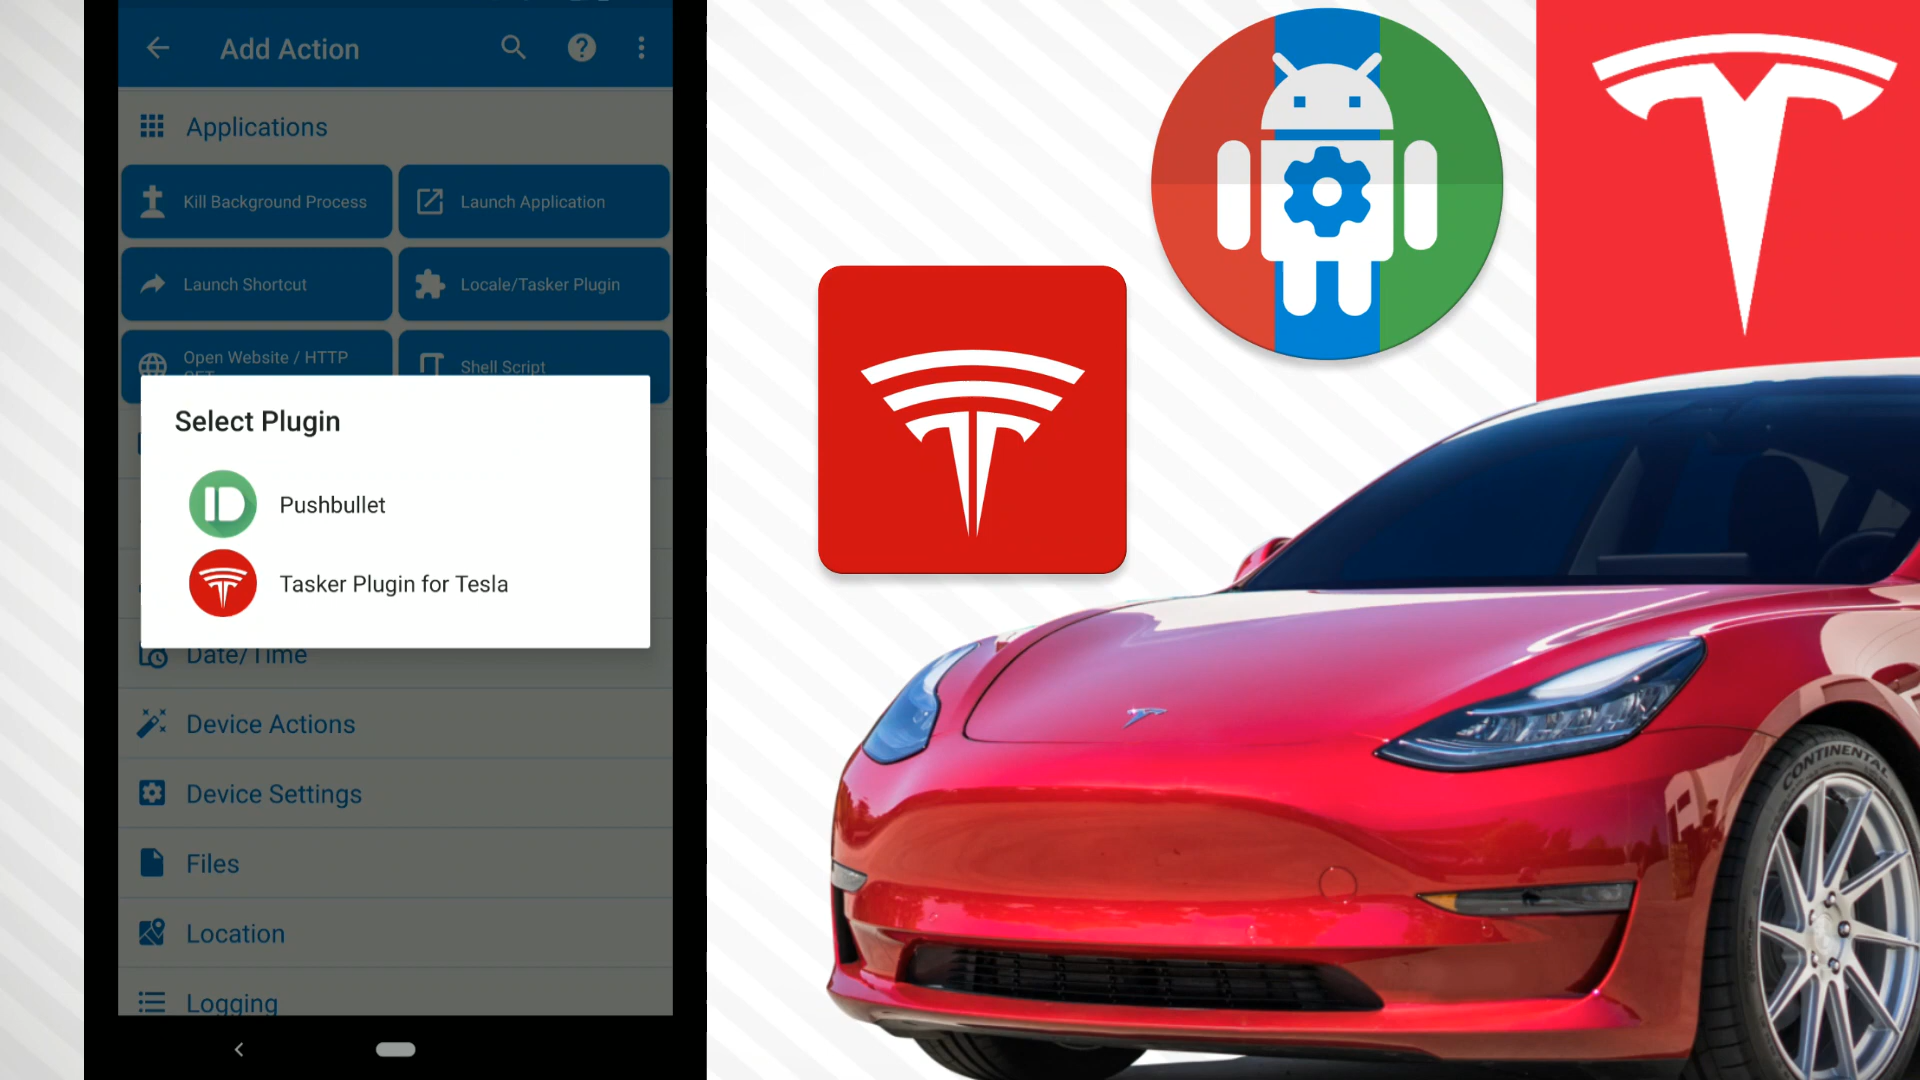 Add Action
Applications
Kill Background Process
Launch Application
Launch Shortcut
Locale/Tasker Plugin
Open Website / HTTP
Shell Script
Select Plugin
Pushbullet
Tasker Plugin for Tesla
Date/Time
Device Actions
Device Settings
Files
Location
Logging
CONTINENTAL